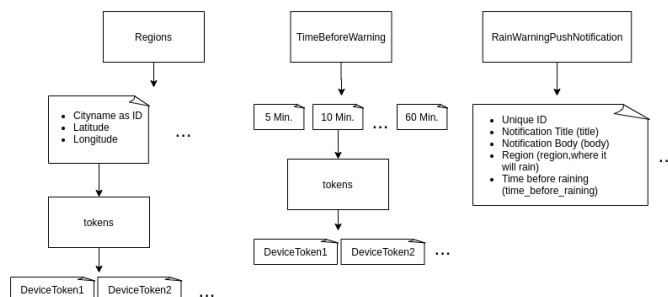 Regions
TimeBeforeWarning
RainWarningPushNotification
Cityname as ID
Latitude
Longitude
...
5 Min.
10 Min.
...
60 Min.
Unique ID
Notification Title (title)
Notification Body (body)
Region (region,where it
will rain)
Time before raining
(time_before_raining)
...
tokens
tokens
DeviceToken1
DeviceToken2
...
DeviceToken1
DeviceToken2
...